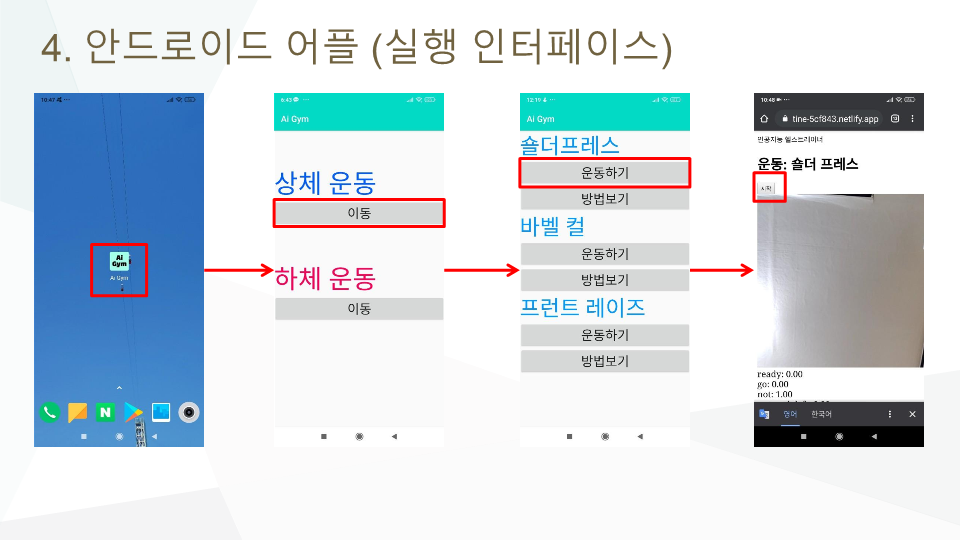 4. 안드로이드 어플 (실행 인터페이스)
10:47
Ai
Gym
Ai Gym
6:43
Ai Gym
상체 운동
이동
하체 운동
이동
12:19
Ai Gym
숄더프레스
운동하기
방법보기
바벨 컬
운동하기
방법보기
프런트 레이즈
운동하기
방법보기
10:48
tine-5cf843.netlify.app
인공지능 헬스트레이너
운동: 숄더 프레스
시작
ready: 0.00
go: 0.00
not: 1.00
영어 한국어